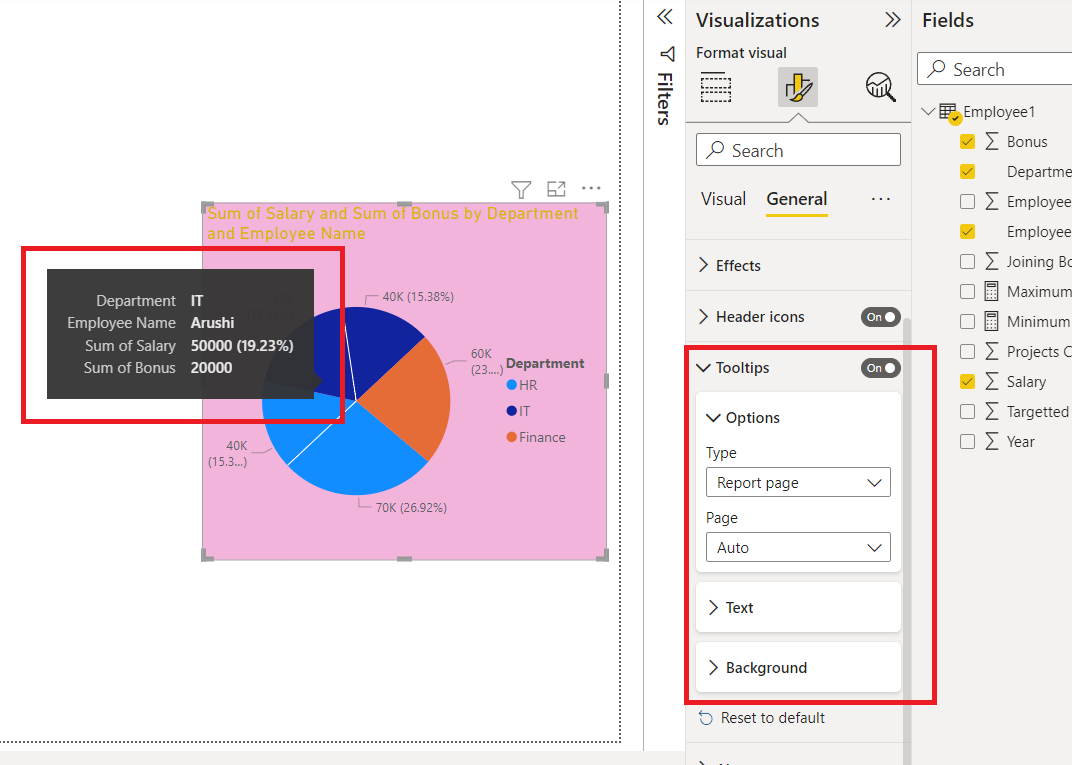 Sum of Salary and Sum of Bonus by Department
and Employee Name
Department IT
Employee Name Arushi
Sum of Salary 50000 (19.23%)
Sum of Bonus 20000
40K (15.38%)
60K
(23....)
40K
(15.3...)
70K (26.92%)
Department
HR
IT
Finance
Filters
Visualizations
Format visual
Search
Visual
General
Effects
Header icons
On
Tooltips
On
Options
Type
Report page
Page
Auto
Text
Background
Reset to default
Fields
Search
Employee1
Bonus
Departme
Employee
Employee
Joining Bo
Maximum
Minimum
Projects C
Salary
Targetted
Year